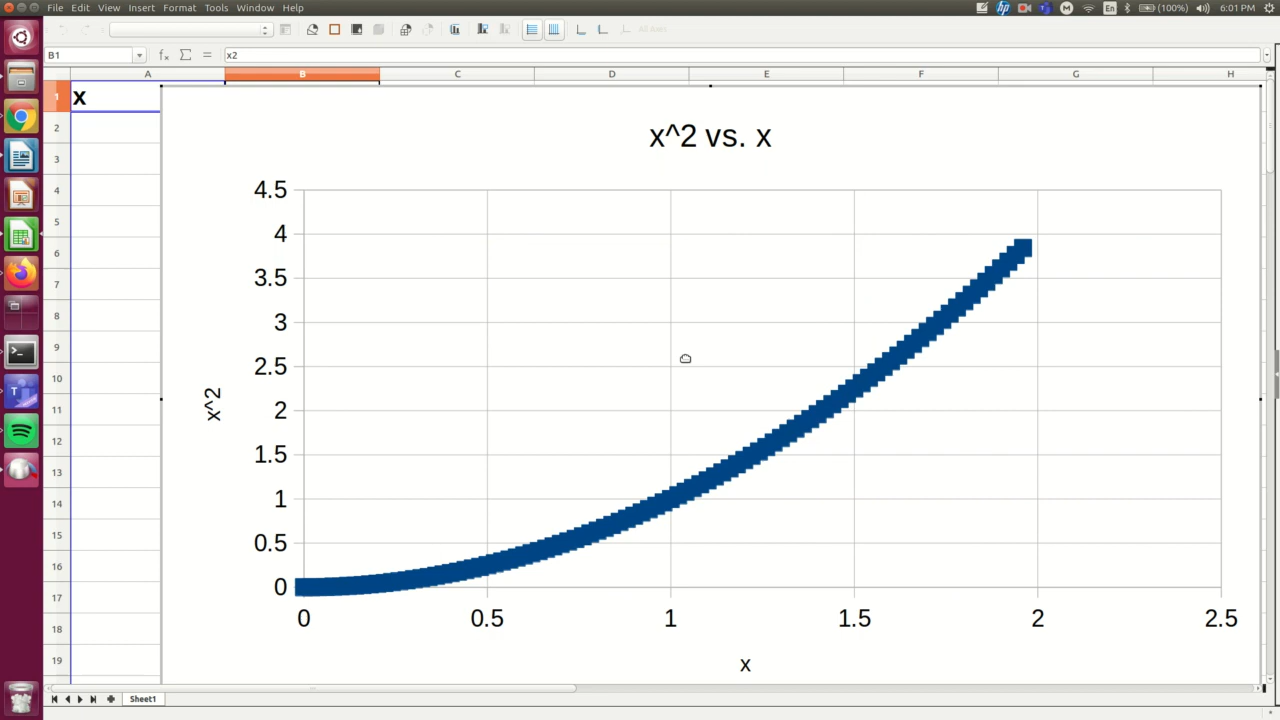 File Edit View Insert Format Tools Window Help
En (100%) 6:01 PM
B1 x2
A B C D E F G H
1 x
2
3
4
5
6
7
8
9
10
11
12
13
14
15
16
17
18
19
x^2 vs. x
4.5
4
3.5
3
2.5
2
1.5
1
0.5
0
x^2
0 0.5 1 1.5 2 2.5
x
Sheet1